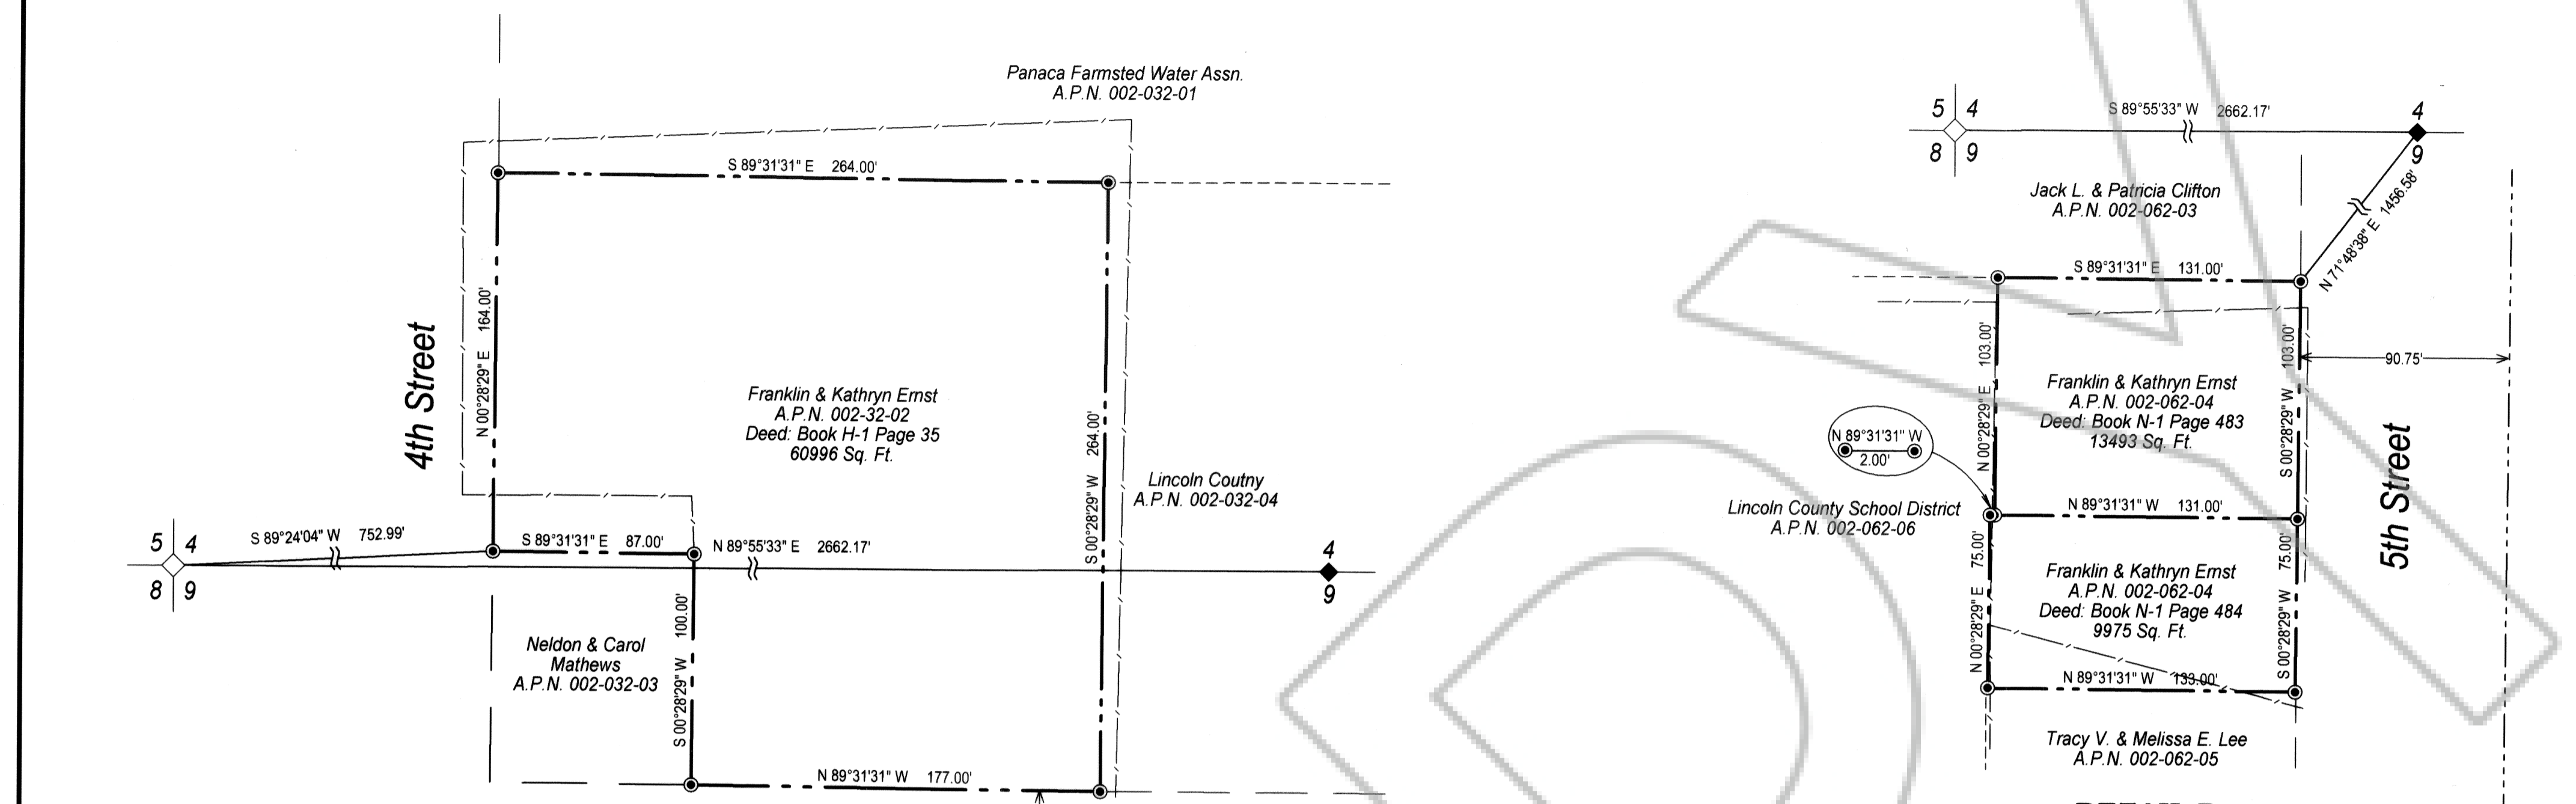 Panaca Farmsted Water Assn.
A.P.N. 002-032-01
S 89°31'31" E 264.00'
N 00°28'29" E 164.00'
4th Street
Franklin & Kathryn Ernst
A.P.N. 002-32-02
Deed: Book H-1 Page 35
60996 Sq. Ft.
S 00°28'29" W 264.00'
Lincoln Coutny
A.P.N. 002-032-04
5 4
8 9
S 89°24'04" W 752.99'
S 89°31'31" E 87.00'
N 89°55'33" E 2662.17'
4
9
Neldon & Carol
Mathews
A.P.N. 002-032-03
S 00°28'29" W 100.00'
N 89°31'31" W 177.00'
5 4
8 9
S 89°55'33" W 2662.17'
4
9
N 71°48'38" E 1456.58'
Jack L. & Patricia Clifton
A.P.N. 002-062-03
S 89°31'31" E 131.00'
N 00°28'29" E 103.00'
Franklin & Kathryn Ernst
A.P.N. 002-062-04
Deed: Book N-1 Page 483
13493 Sq. Ft.
S 00°28'29" W 103.00'
90.75'
5th Street
N 89°31'31" W
2.00'
Lincoln County School District
A.P.N. 002-062-06
N 89°31'31" W 131.00'
N 00°28'29" E 75.00'
Franklin & Kathryn Ernst
A.P.N. 002-062-04
Deed: Book N-1 Page 484
9975 Sq. Ft.
S 00°28'29" W 75.00'
N 89°31'31" W 133.00'
Tracy V. & Melissa E. Lee
A.P.N. 002-062-05